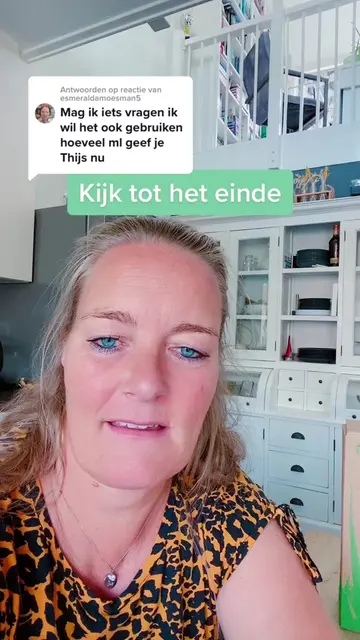 Antwoorden op reactie van
esmeraldamoesman5
Mag ik iets vragen ik
wil het ook gebruiken
hoeveel ml geef je
Thijs nu
Kijk tot het einde